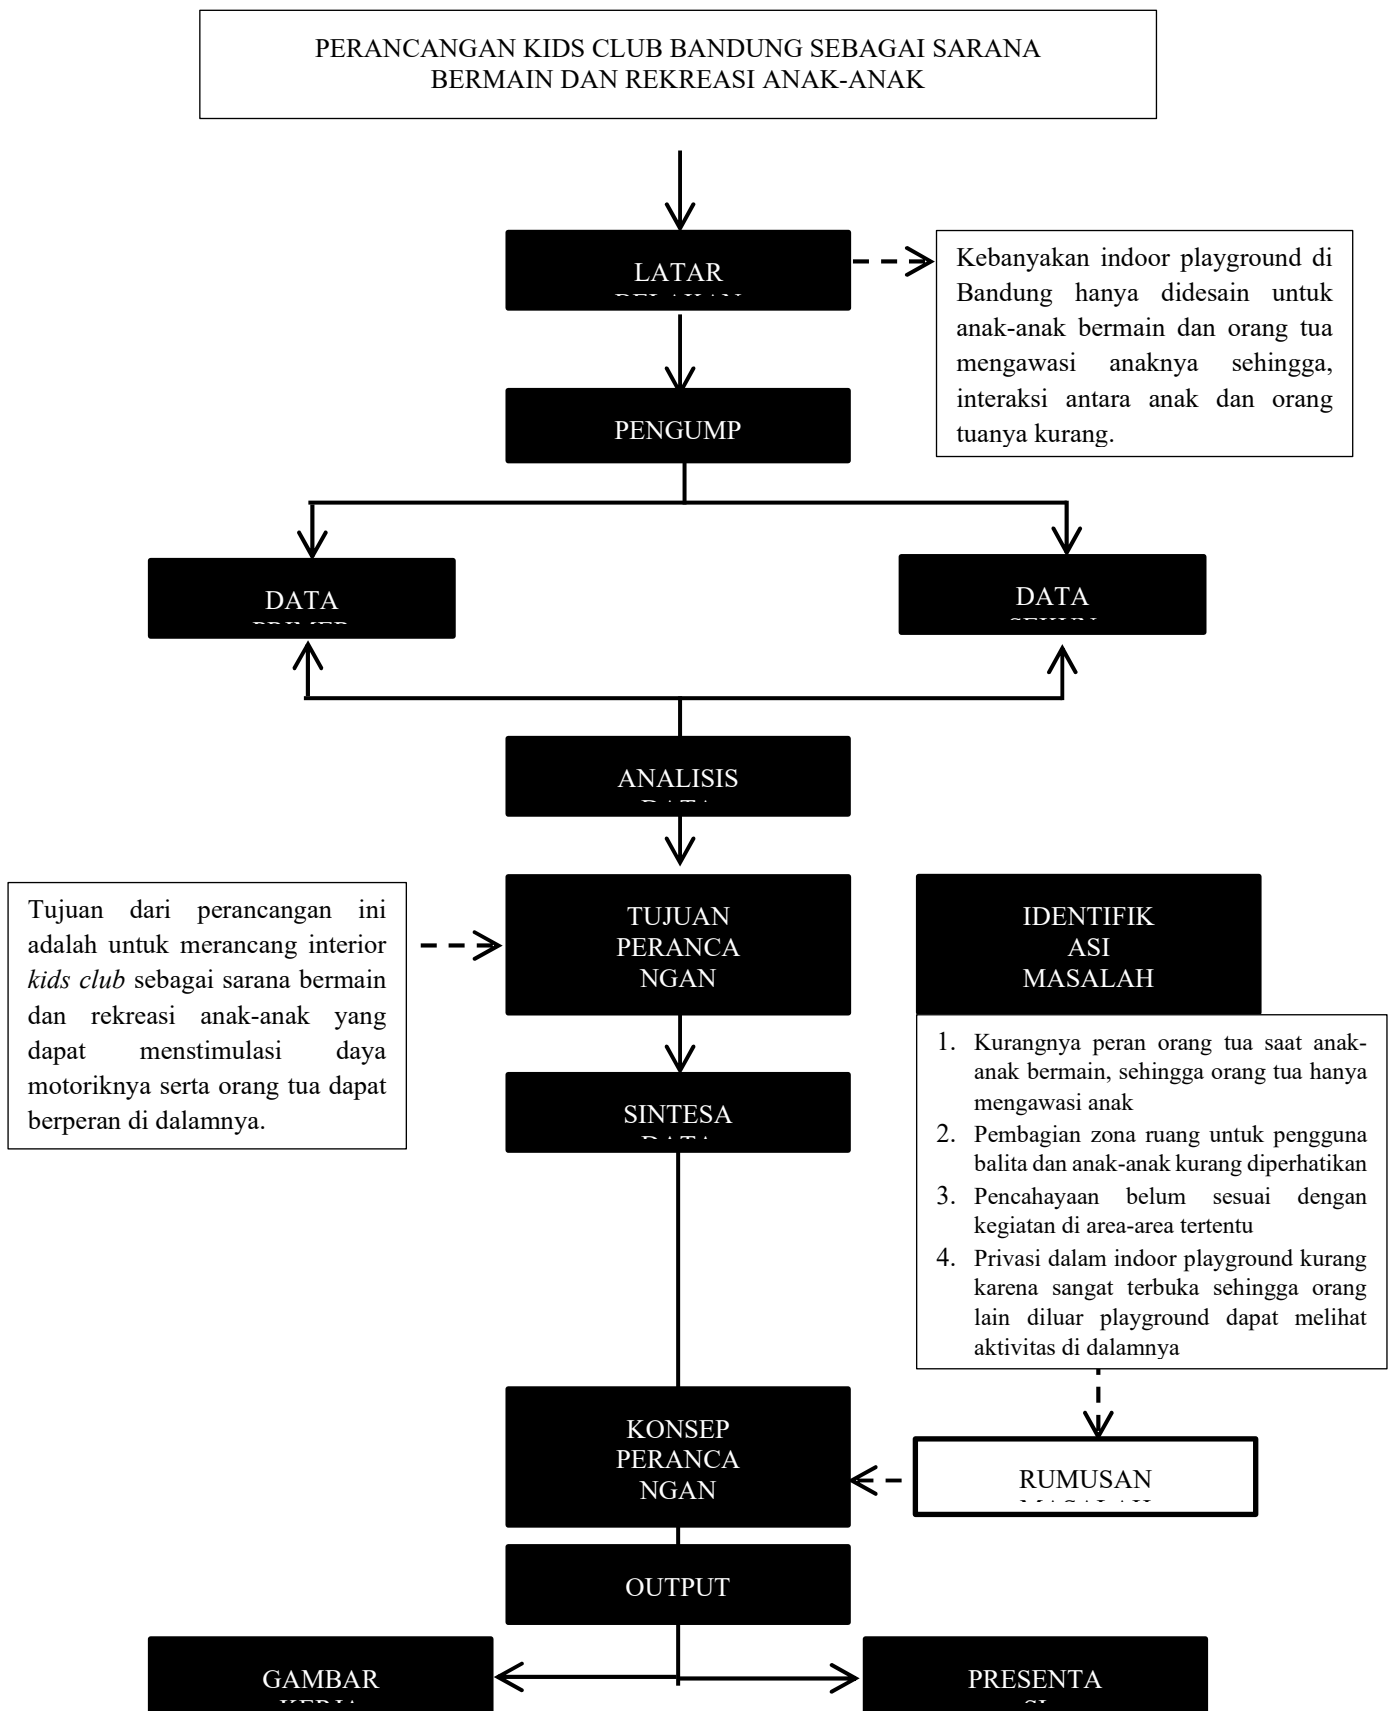 PERANCANGAN KIDS CLUB BANDUNG SEBAGAI SARANA
BERMAIN DAN REKREASI ANAK-ANAK
LATAR
Kebanyakan indoor playground di
Bandung hanya didesain untuk
anak-anak bermain dan orang tua
mengawasi anaknya sehingga,
interaksi antara anak dan orang
tuanya kurang.
PENGUMP
DATA
DATA
ANALISIS
DATA
Tujuan dari perancangan ini
adalah untuk merancang interior
kids club sebagai sarana bermain
dan rekreasi anak-anak yang
dapat menstimulasi daya
motoriknya serta orang tua dapat
berperan di dalamnya.
TUJUAN
PERANCA
NGAN
IDENTIFIK
ASI
MASALAH
1. Kurangnya peran orang tua saat anak-
anak bermain, sehingga orang tua hanya
mengawasi anak
2. Pembagian zona ruang untuk pengguna
balita dan anak-anak kurang diperhatikan
3. Pencahayaan belum sesuai dengan
kegiatan di area-area tertentu
4. Privasi dalam indoor playground kurang
karena sangat terbuka sehingga orang
lain diluar playground dapat melihat
aktivitas di dalamnya
SINTESA
DATA
KONSEP
PERANCA
NGAN
RUMUSAN
MASALAH
OUTPUT
GAMBAR
KERJA
PRESENTA
SI